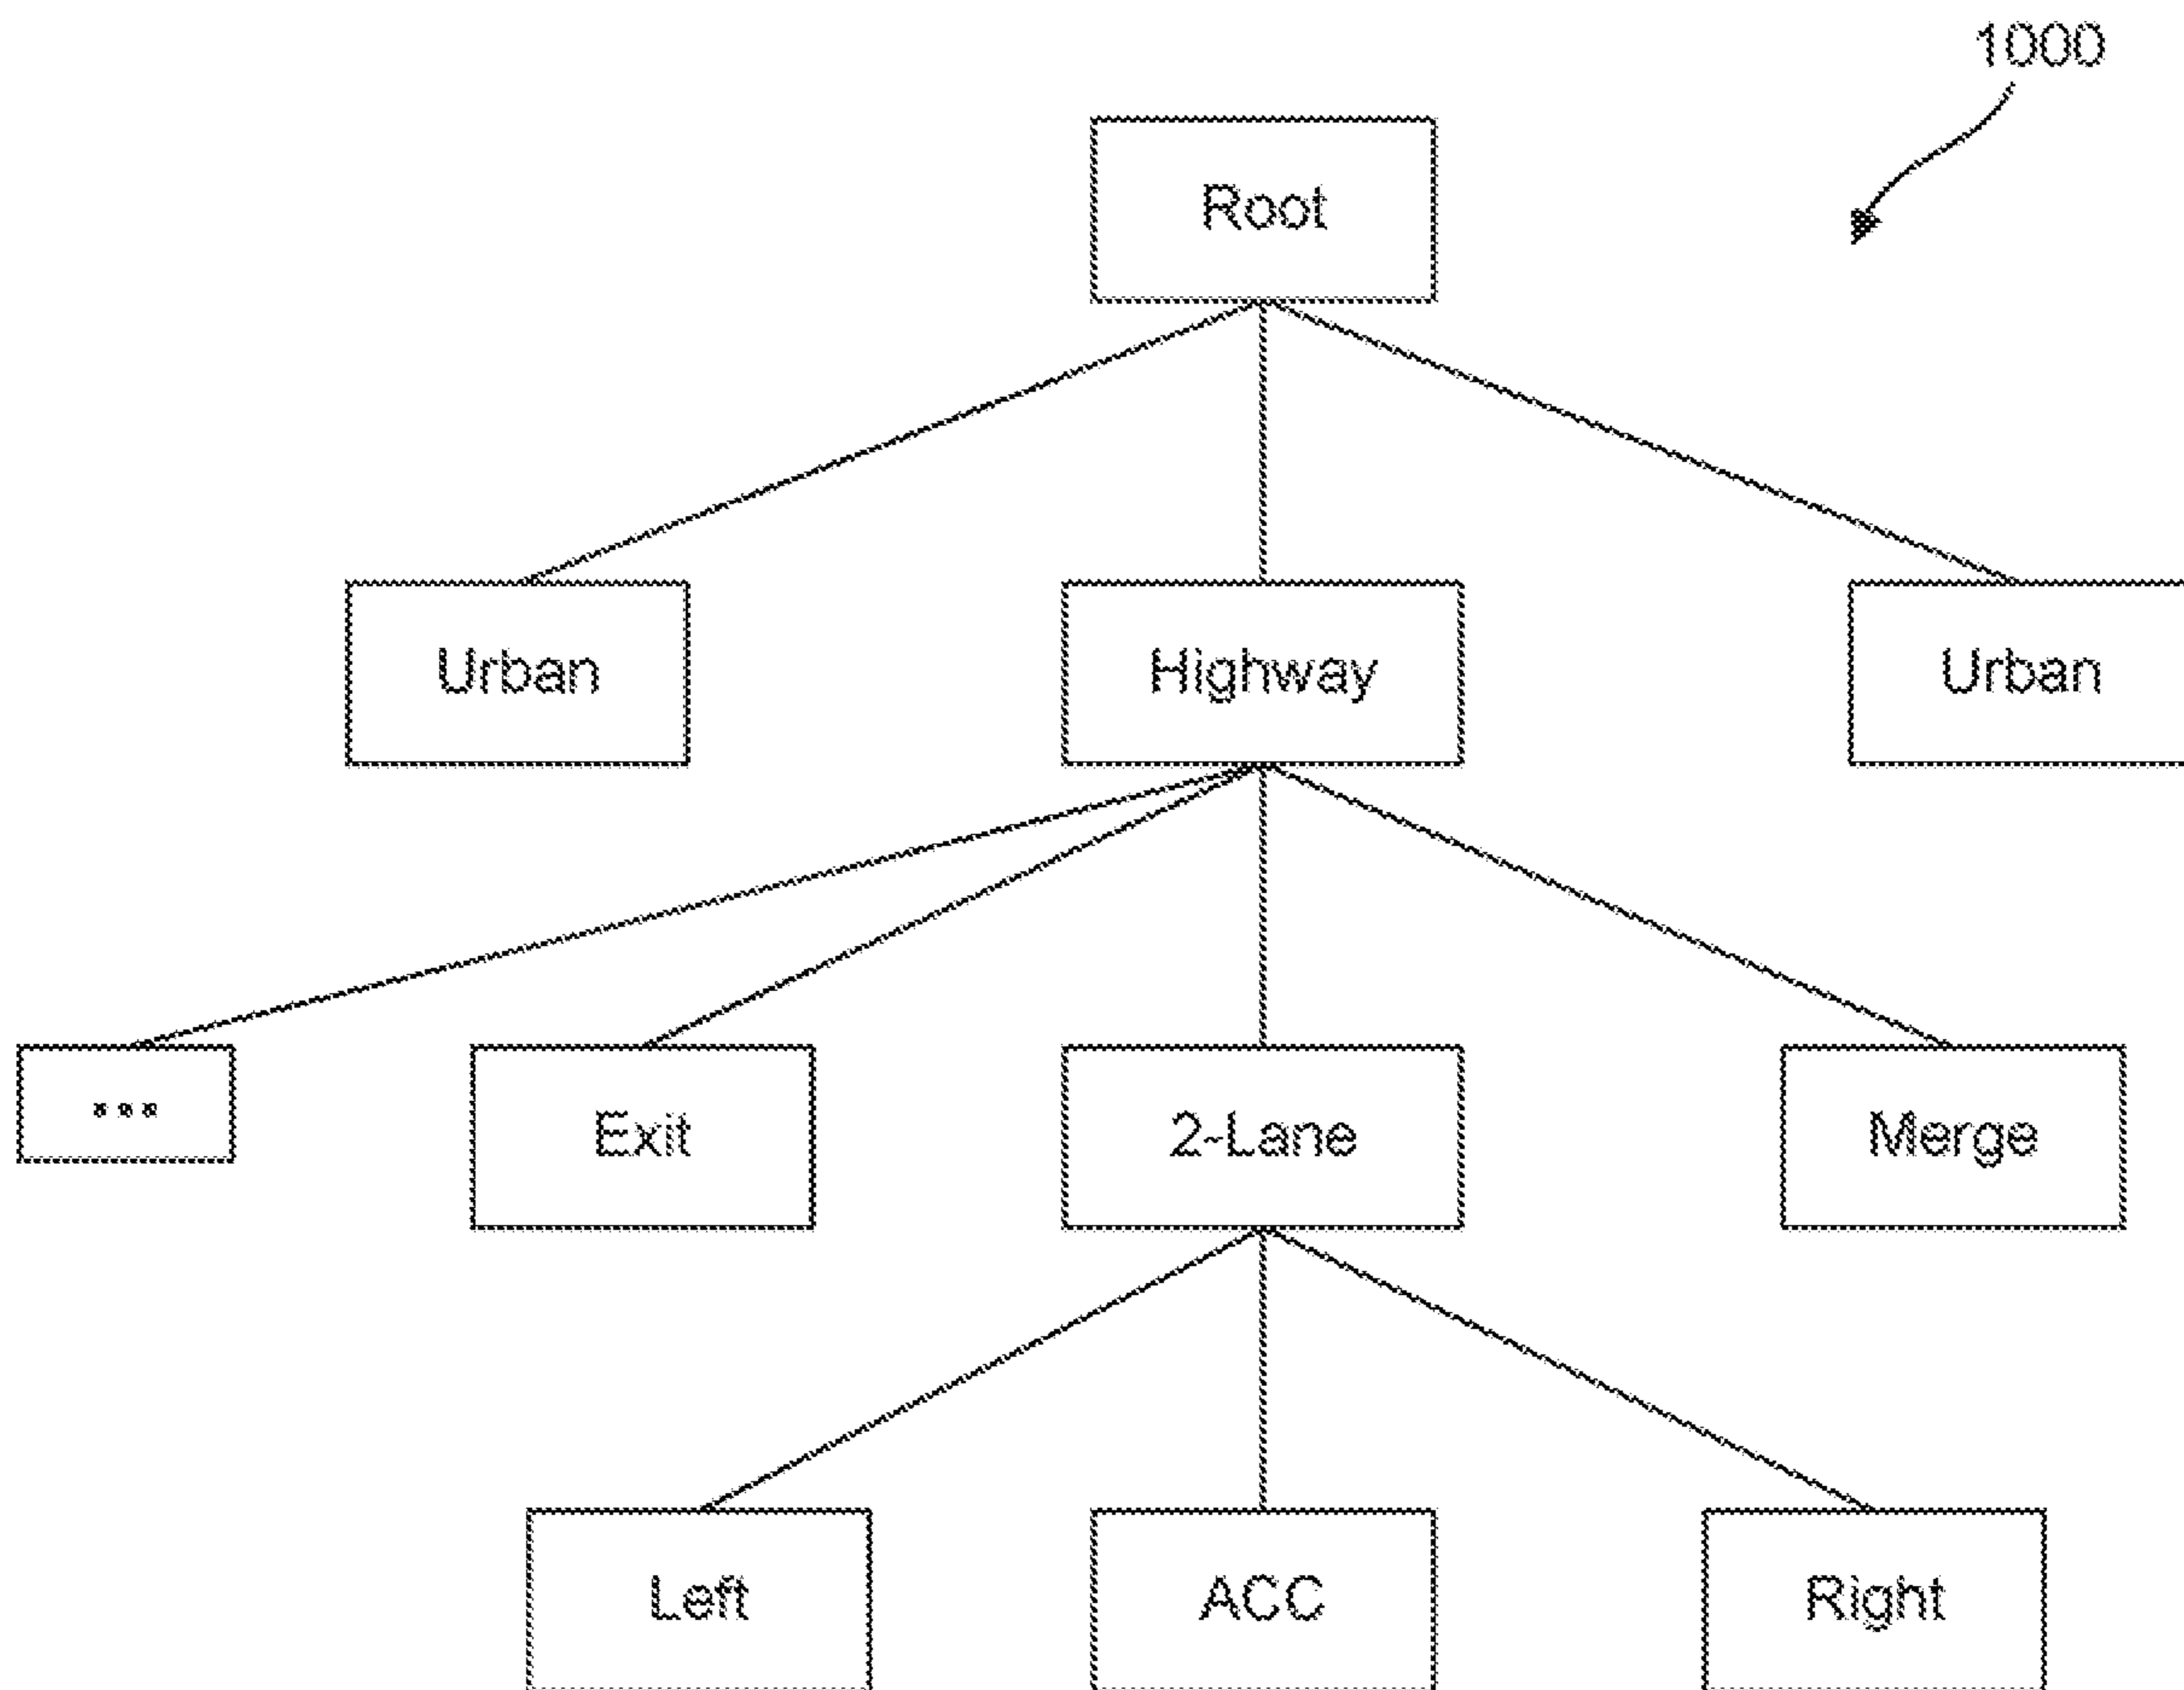 1000
Root
Urban
Highway
Urban
...
Exit
2-Lane
Merge
Left
ACC
Right